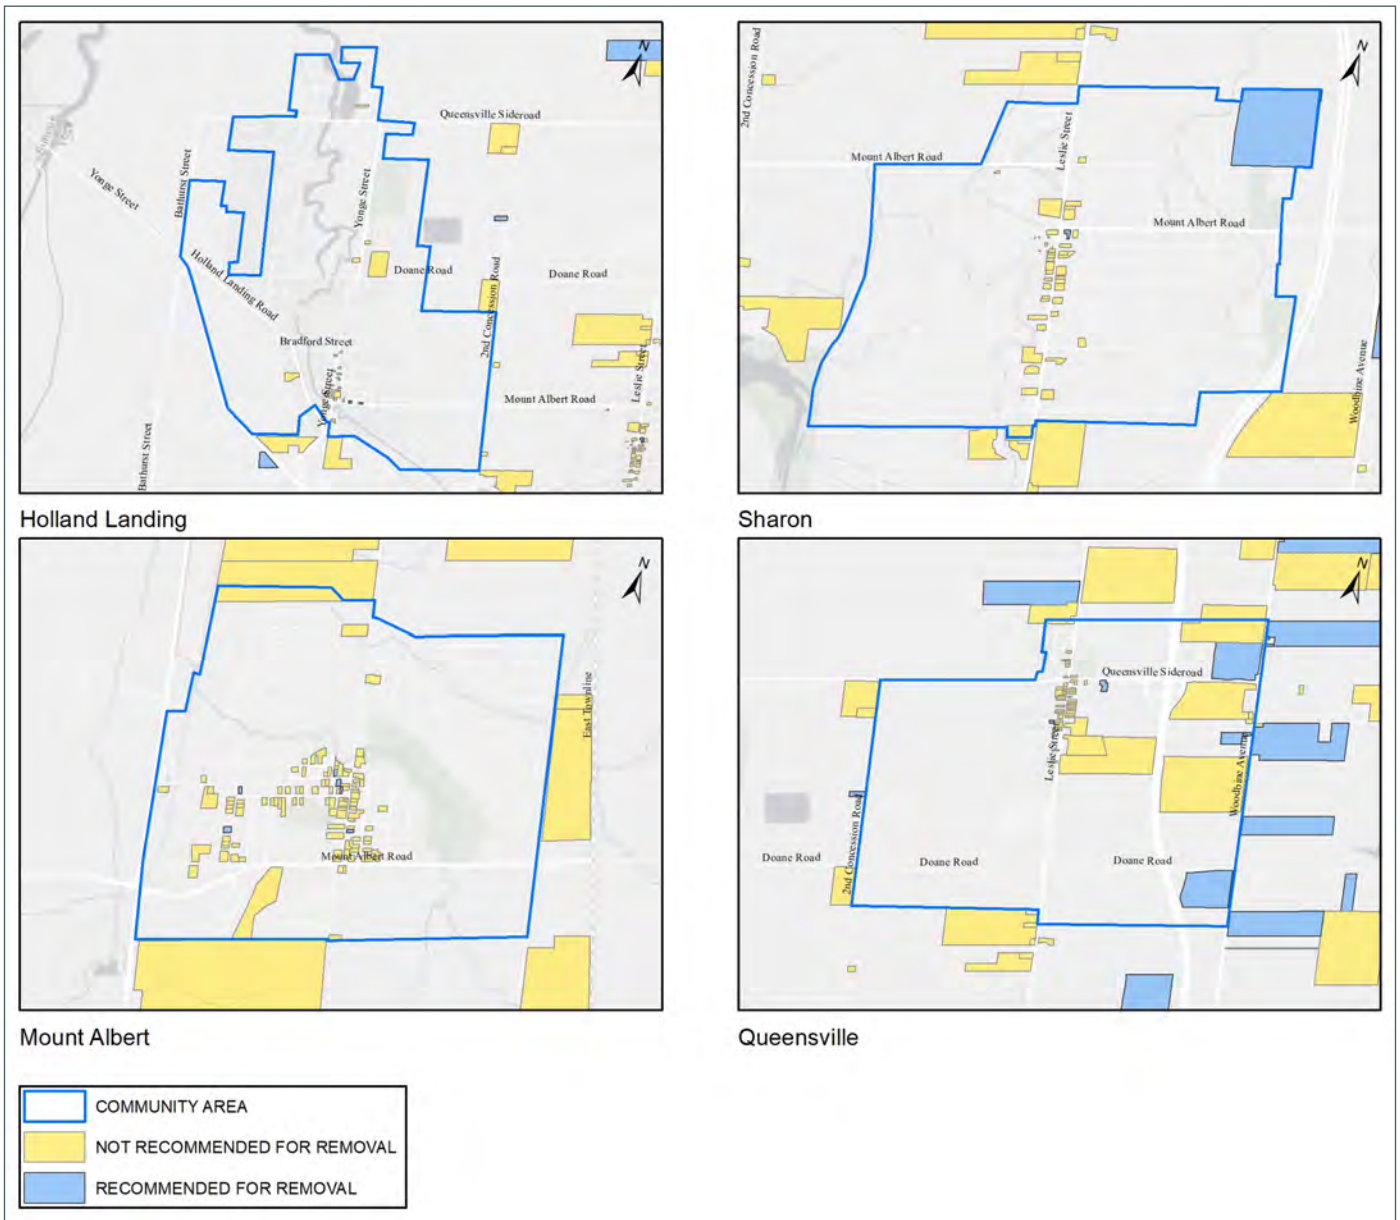 N
Queensville Sideroad
Yonge Street
Bathurst Street
Yonge Street
Holland Landing Road
Doane Road
Doane Road
2nd Concession Road
Bradford Street
Yonge Street
Leslie Street
Mount Albert Road
Bathurst Street
Holland Landing
N
2nd Concession Road
Leslie Street
Mount Albert Road
Mount Albert Road
Woodbine Avenue
Sharon
N
East Townline
Mount Albert Road
Mount Albert
N
Queensville Sideroad
Leslie Street
Woodbine Avenue
2nd Concession Road
Doane Road
Doane Road
Doane Road
Queensville
COMMUNITY AREA
NOT RECOMMENDED FOR REMOVAL
RECOMMENDED FOR REMOVAL